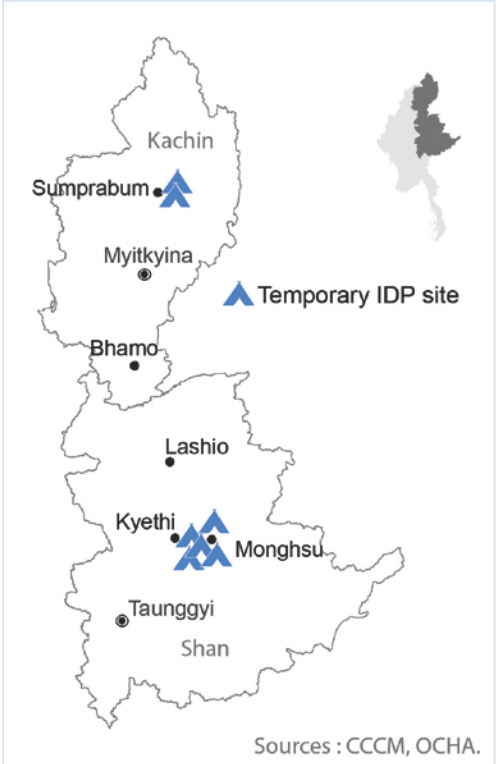 Kachin
Sumprabum
Myitkyina
Temporary IDP site
Bhamo
Lashio
Kyethi
Monghsu
Taunggyi
Shan
Sources : CCCM, OCHA.